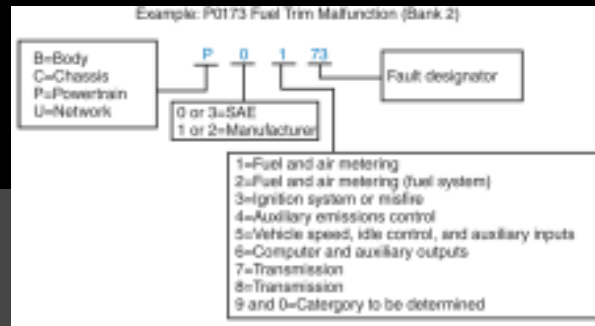 Example: P0173 Fuel Trim Malfunction (Bank 2)
P 0 1 73
B=Body
C=Chassis
P=Powertrain
U=Network
Fault designator
0 or 3=SAE
1 or 2=Manufacturer
1=Fuel and air metering
2=Fuel and air metering (fuel system)
3=Ignition system or misfire
4=Auxiliary emissions control
5=Vehicle speed, idle control, and auxiliary inputs
6=Computer and auxiliary outputs
7=Transmission
8=Transmission
9 and 0=Catergory to be determined